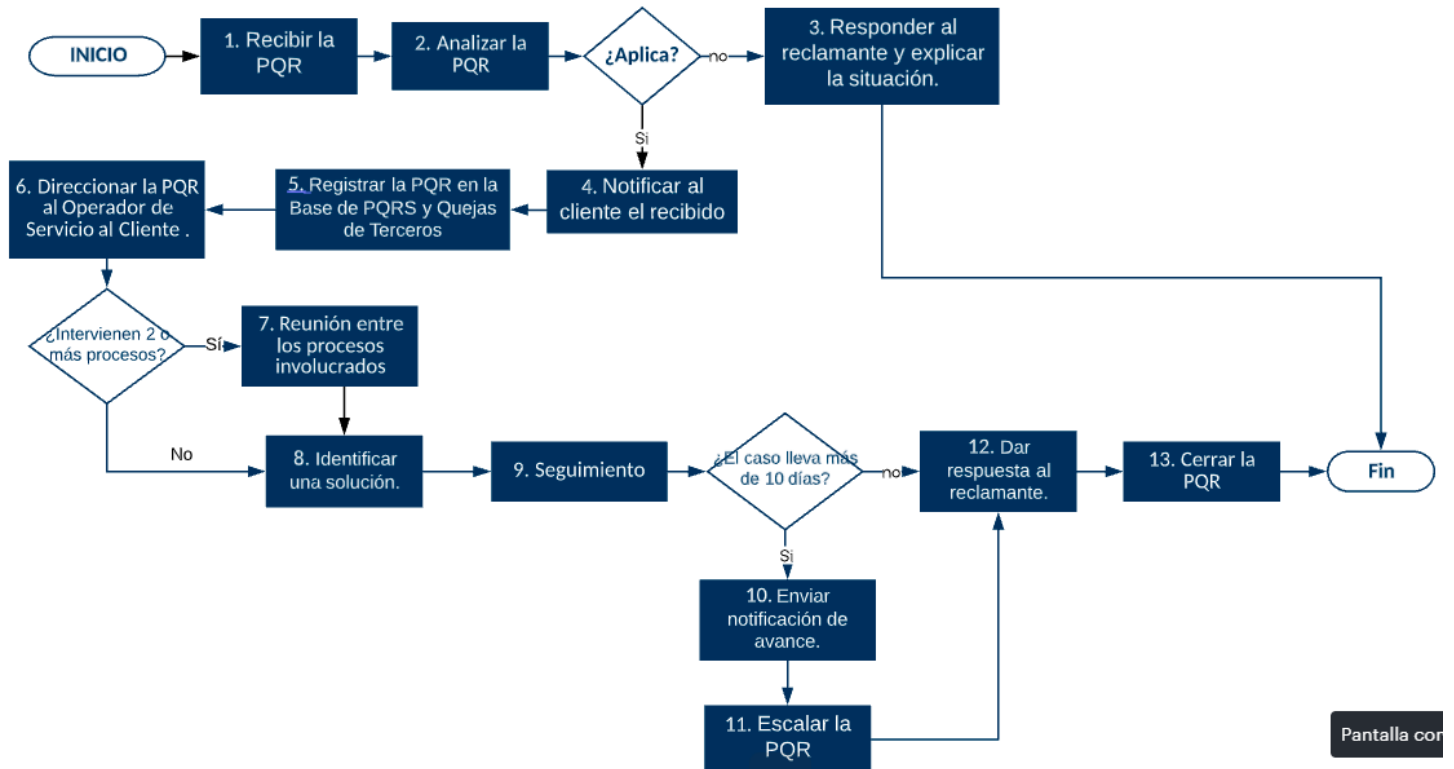 INICIO
1. Recibir la
PQR
2. Analizar la
PQR
¿Aplica?
no
3. Responder al
reclamante y explicar
la situación.
Si
4. Notificar al
cliente el recibido
5. Registrar la PQR en la
Base de PQRS y Quejas
de Terceros
6. Direccionar la PQR
al Operador de
Servicio al Cliente .
¿Intervienen 2 o
más procesos?
Sí
7. Reunión entre
los procesos
involucrados
No
8. Identificar
una solución.
9. Seguimiento
¿El caso lleva más
de 10 días?
no
12. Dar
respuesta al
reclamante.
13. Cerrar la
PQR
Fin
Si
10. Enviar
notificación de
avance.
11. Escalar la
PQR
Pantalla con